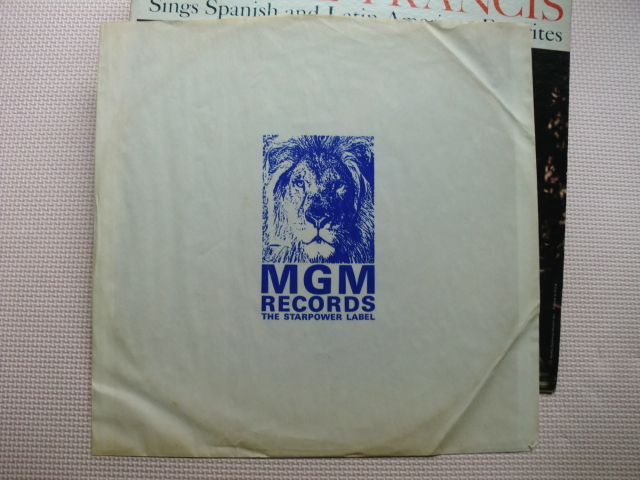 FRANCIS
Sings Spanish and Latin American Favorites
MGM
RECORDS
THE STARPOWER LABEL